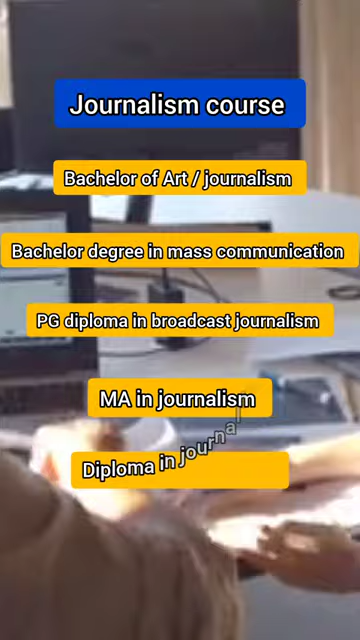 Journalism course
Bachelor of Art / journalism
Bachelor degree in mass communication
PG diploma in broadcast journalism
MA in journalism
Diploma in journal